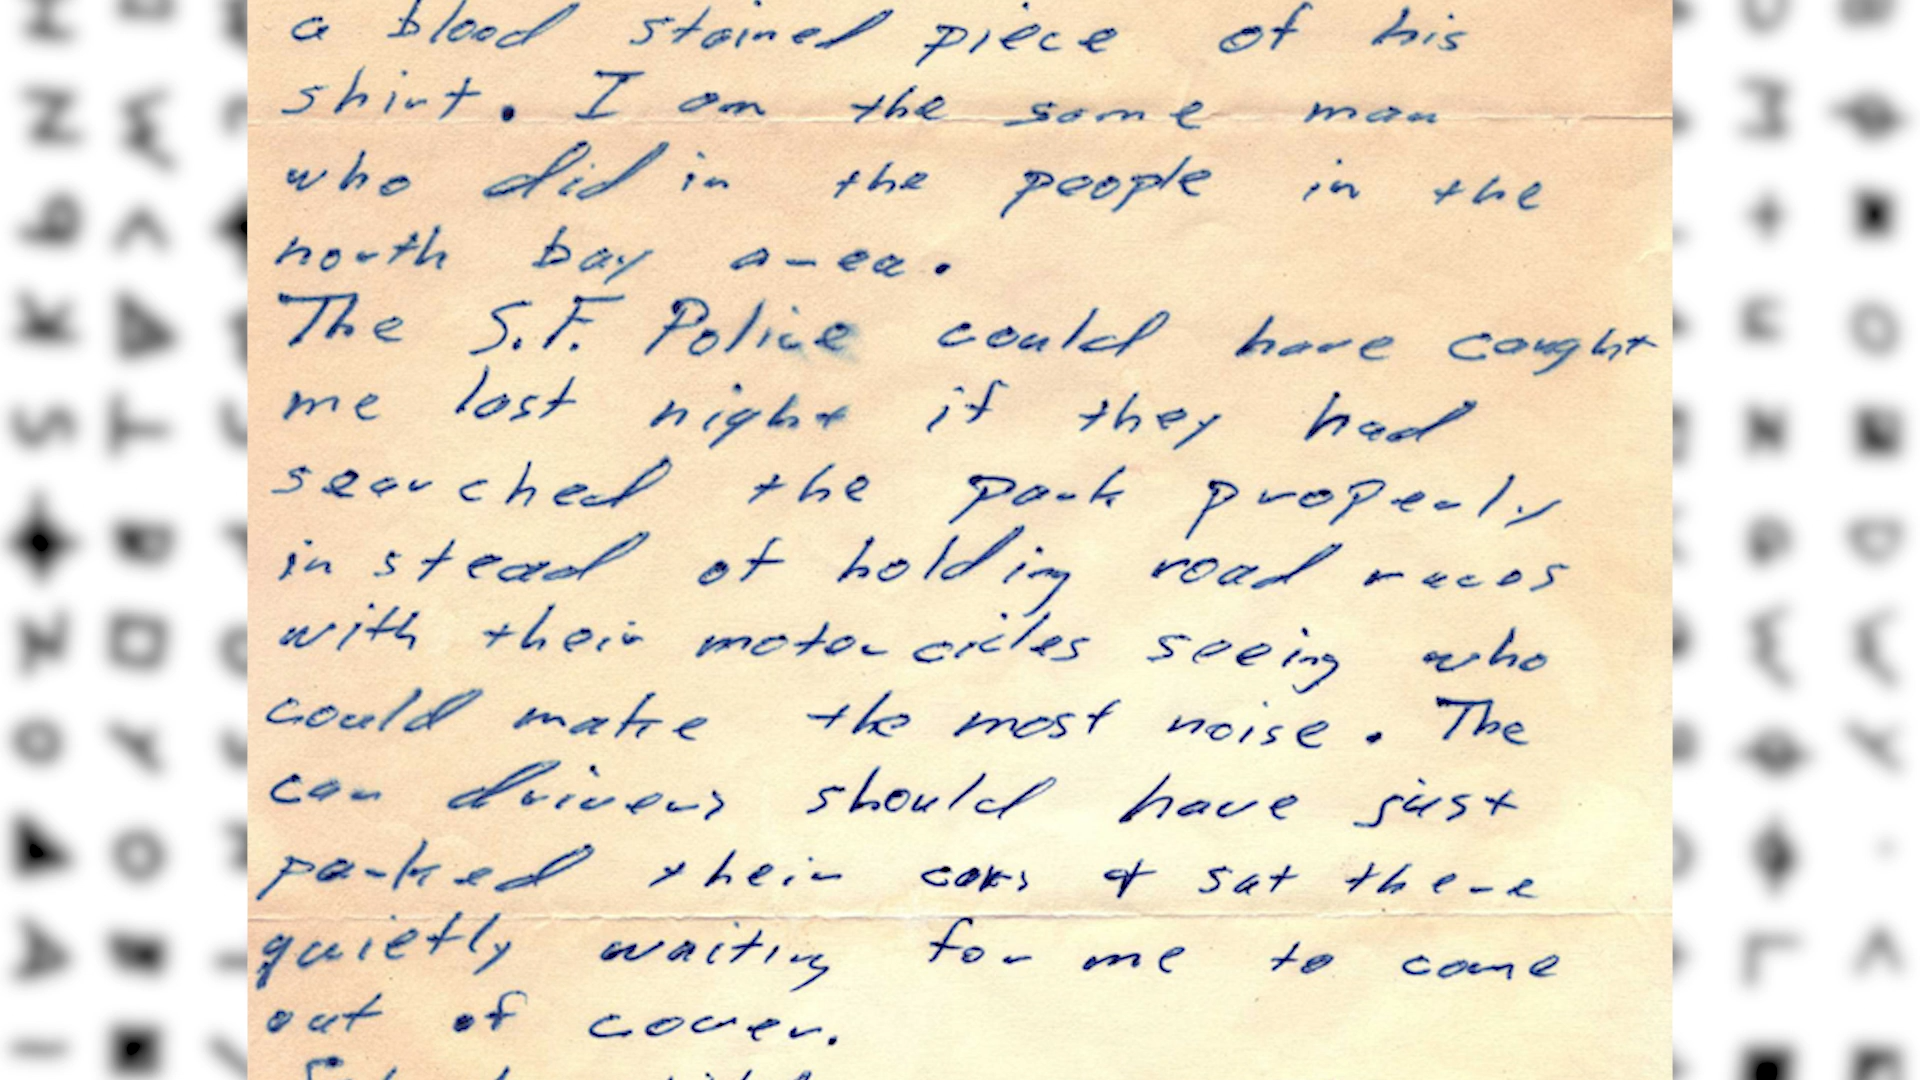 a blood stained piece of his
shirt. I am the same man
who did in the people in the
north bay area.
The S.F. Police could have caught
me last night if they had
searched the park properly
in stead of holding road races
with their motorcicles seeing who
could make the most noise. The
car drivers should have just
parked their cars & sat there
quietly waiting for me to come
out of cover.